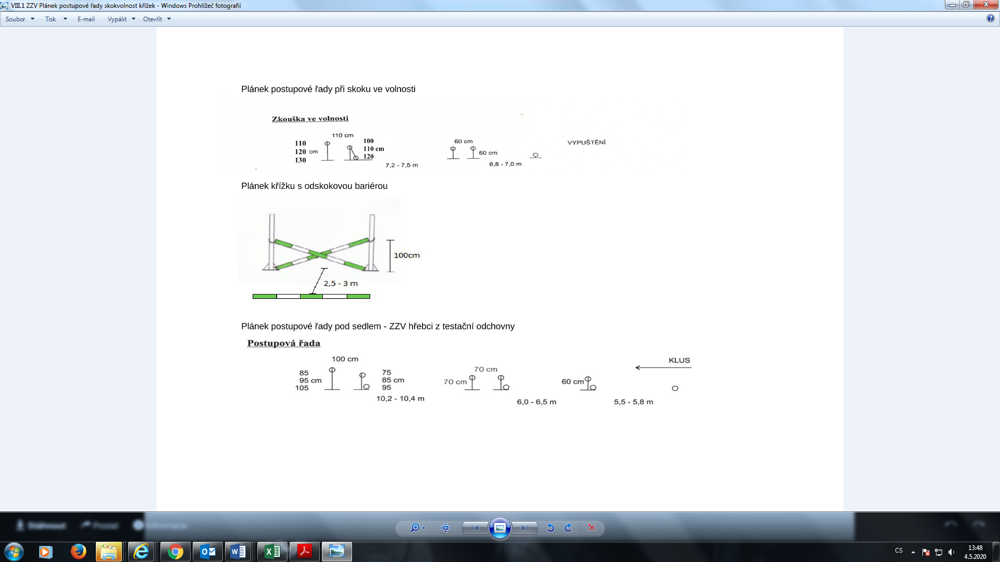 VIII.1 ZZV Plánek postupové řady skokvolnost křížek - Windows Prohlížeč fotografií
Soubor Tisk E-mail Vypálit Otevřít
Plánek postupové řady při skoku ve volnosti
Zkouška ve volnosti
110 cm
110
120 cm
130
100
110 cm
120
7,2 - 7,5 m
60 cm
60 cm
6,8 - 7,0 m
VYPUŠTĚNÍ
Plánek křížku s odskokovou bariérou
100cm
2,5 - 3 m
Plánek postupové řady pod sedlem - ZZV hřebci z testační odchovny
Postupová řada
100 cm
85
95 cm
105
75
85 cm
95
10,2 - 10,4 m
70 cm
70 cm
6,0 - 6,5 m
60 cm
5,5 - 5,8 m
KLUS
Stáhnout Poslat Informace
CS
13:48
4.5.2020